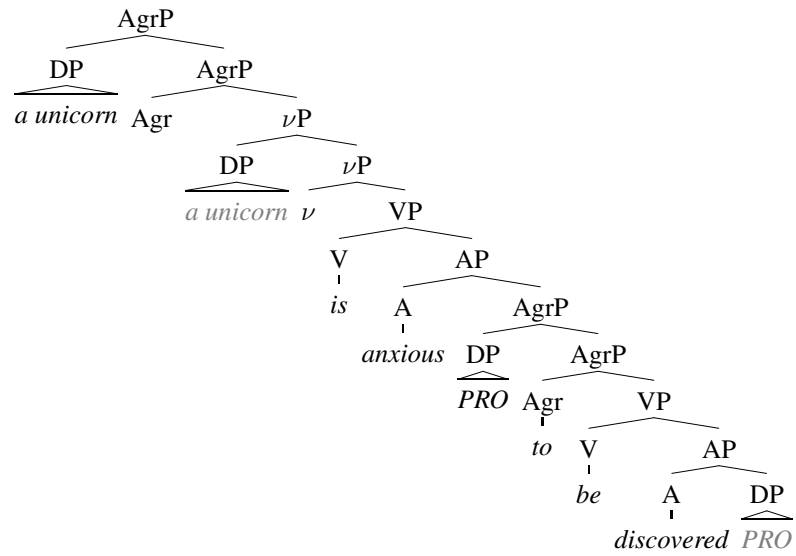 AgrP
DP AgrP
a unicorn Agr νP
DP νP
a unicorn ν VP
V AP
is A AgrP
anxious DP AgrP
PRO Agr VP
to V AP
be A DP
discovered PRO